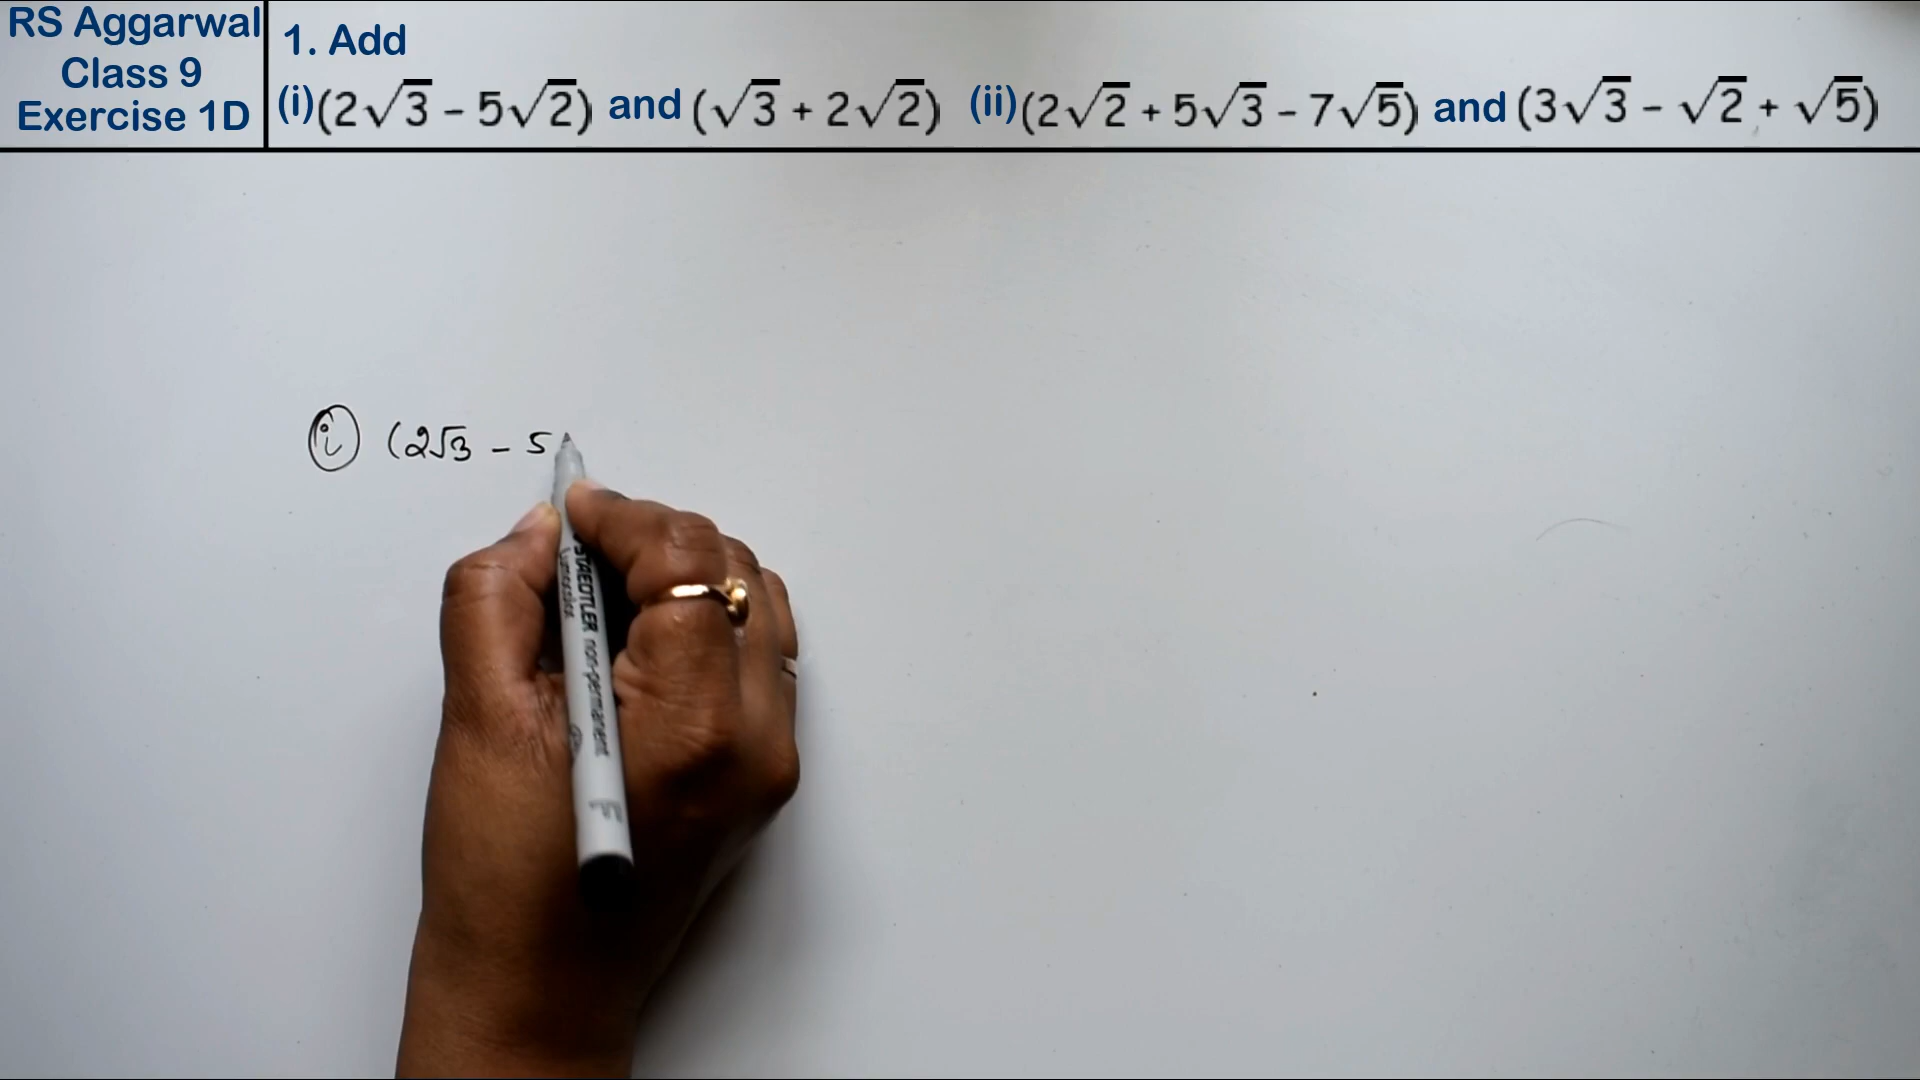 RS Aggarwal
Class 9
Exercise 1D
1. Add
(i)(2√3 - 5√2) and (√3 + 2√2) (ii)(2√2 + 5√3 - 7√5) and (3√3 - √2 + √5)
(i) (2√3 - 5
STAEDTLER non-permanent
Lumocolor
F